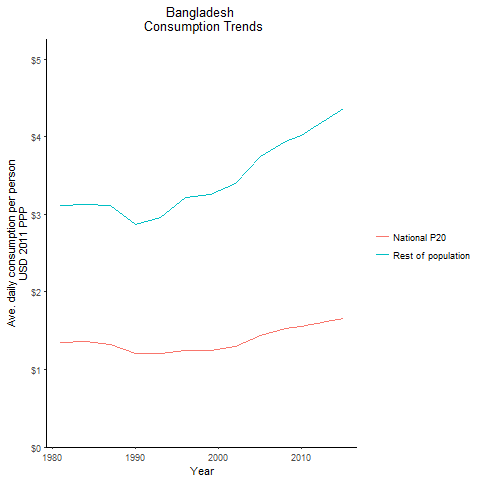 Bangladesh
Consumption Trends
Ave. daily consumption per person
USD 2011 PPP
$5
$4
$3
$2
$1
$0
1980 1990 2000 2010
Year
National P20
Rest of population